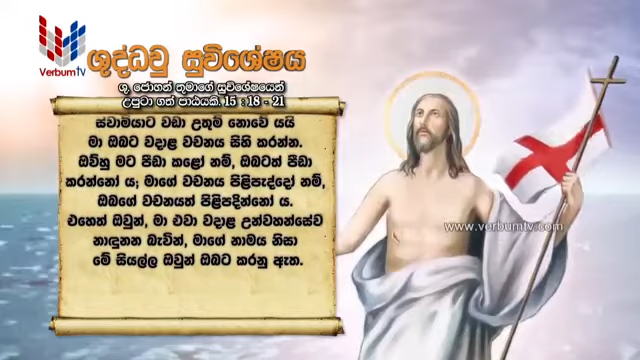 VerbumTV
ශුද්ධවූ සුවිශේෂය
ශු. ජොහන් තුමාගේ සුවිශේෂයෙන්
උපුටා ගත් පාඨයකි. 15 : 18 - 21
ස්වාමියාට වඩා උතුම් නොවේ යයි
මා ඔබට වදාළ වචනය සිහි කරන්න.
ඔව්හු මට පීඩා කළෝ නම්, ඔබටත් පීඩා
කරන්නෝ ය; මාගේ වචනය පිළිපැද්දෝ නම්,
ඔබගේ වචනයත් පිළිපදින්නෝ ය.
එහෙත් ඔවුන්, මා එවා වදාළ උන්වහන්සේව
නාඳුනන බැවින්, මාගේ නාමය නිසා
මේ සියල්ල ඔවුන් ඔබට කරනු ඇත.
www.verbumtv.com